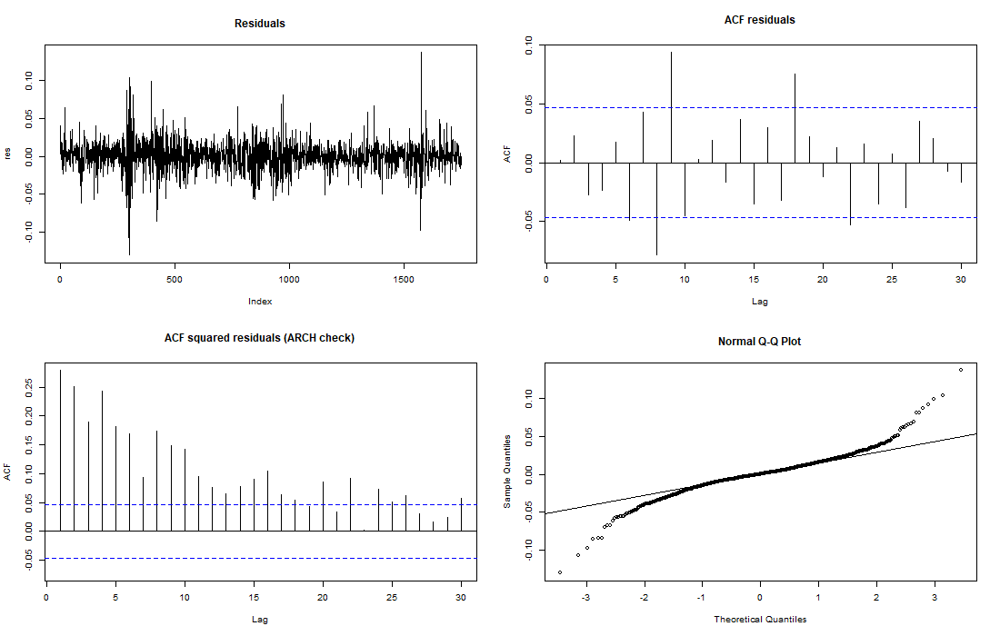 Residuals
res
-0.10 -0.05 0.00 0.05 0.10
0 500 1000 1500
Index
ACF residuals
ACF
-0.05 0.00 0.05 0.10
0 5 10 15 20 25 30
Lag
ACF squared residuals (ARCH check)
ACF
-0.05 0.00 0.05 0.10 0.15 0.20 0.25
0 5 10 15 20 25 30
Lag
Normal Q-Q Plot
Sample Quantiles
-0.10 -0.05 0.00 0.05 0.10
-3 -2 -1 0 1 2 3
Theoretical Quantiles